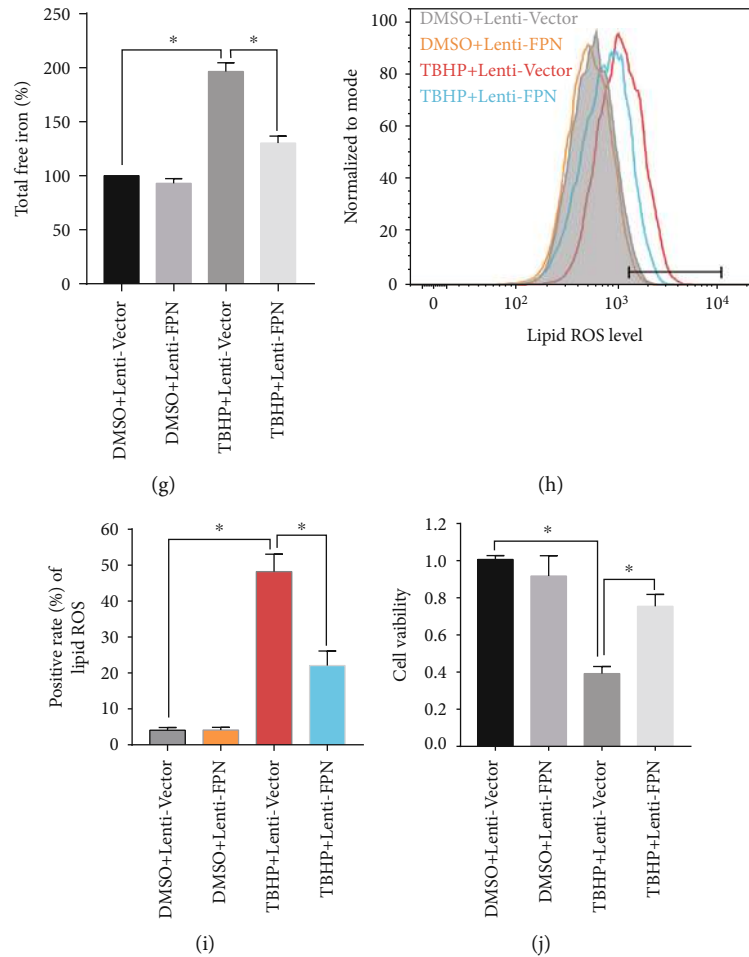 Total free iron (%)
250
200
150
100
50
0
* *
DMSO+Lenti-Vector
DMSO+Lenti-FPN
TBHP+Lenti-Vector
TBHP+Lenti-FPN
(g)
DMSO+Lenti-Vector
DMSO+Lenti-FPN
TBHP+Lenti-Vector
TBHP+Lenti-FPN
Normalized to mode
100
80
60
40
20
0
0 10² 10³ 10⁴
Lipid ROS level
(h)
Positive rate (%) of
lipid ROS
60
50
40
30
20
10
0
* *
DMSO+Lenti-Vector
DMSO+Lenti-FPN
TBHP+Lenti-Vector
TBHP+Lenti-FPN
(i)
Cell vaibility
1.2
1.0
0.8
0.6
0.4
0.2
0.0
*
*
DMSO+Lenti-Vector
DMSO+Lenti-FPN
TBHP+Lenti-Vector
TBHP+Lenti-FPN
(j)